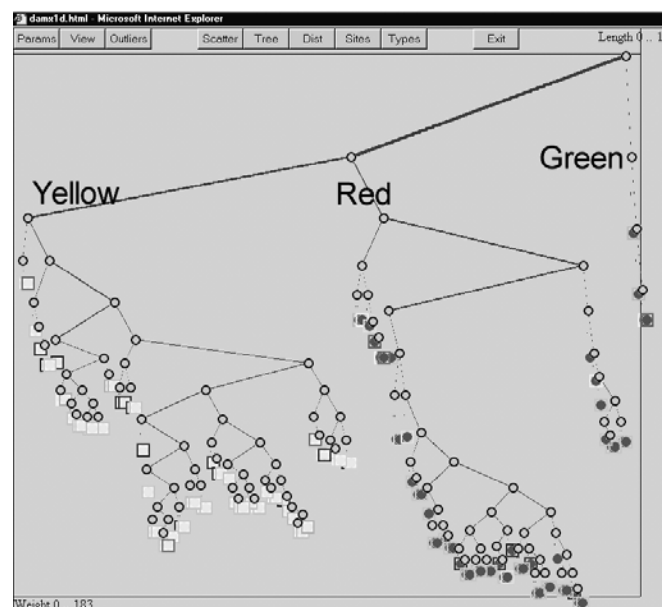 damx1d.html - Microsoft Internet Explorer
Params View Outliers Scatter Tree Dist Sites Types Exit Length 0 .. 1
Green
Yellow Red
Weight 0 .. 183